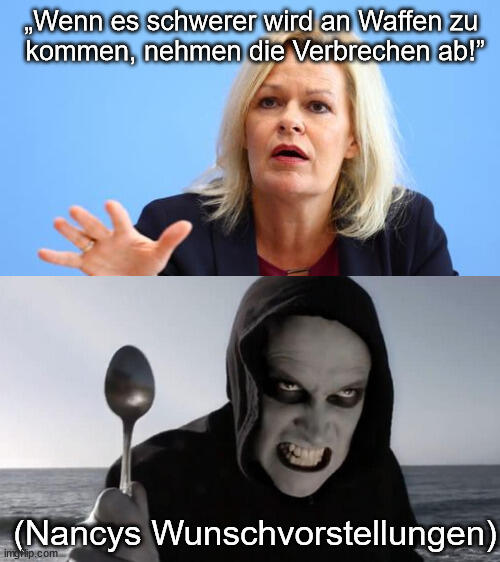 „Wenn es schwerer wird an Waffen zu
kommen, nehmen die Verbrechen ab!”
(Nancys Wunschvorstellungen)
imgflip.com